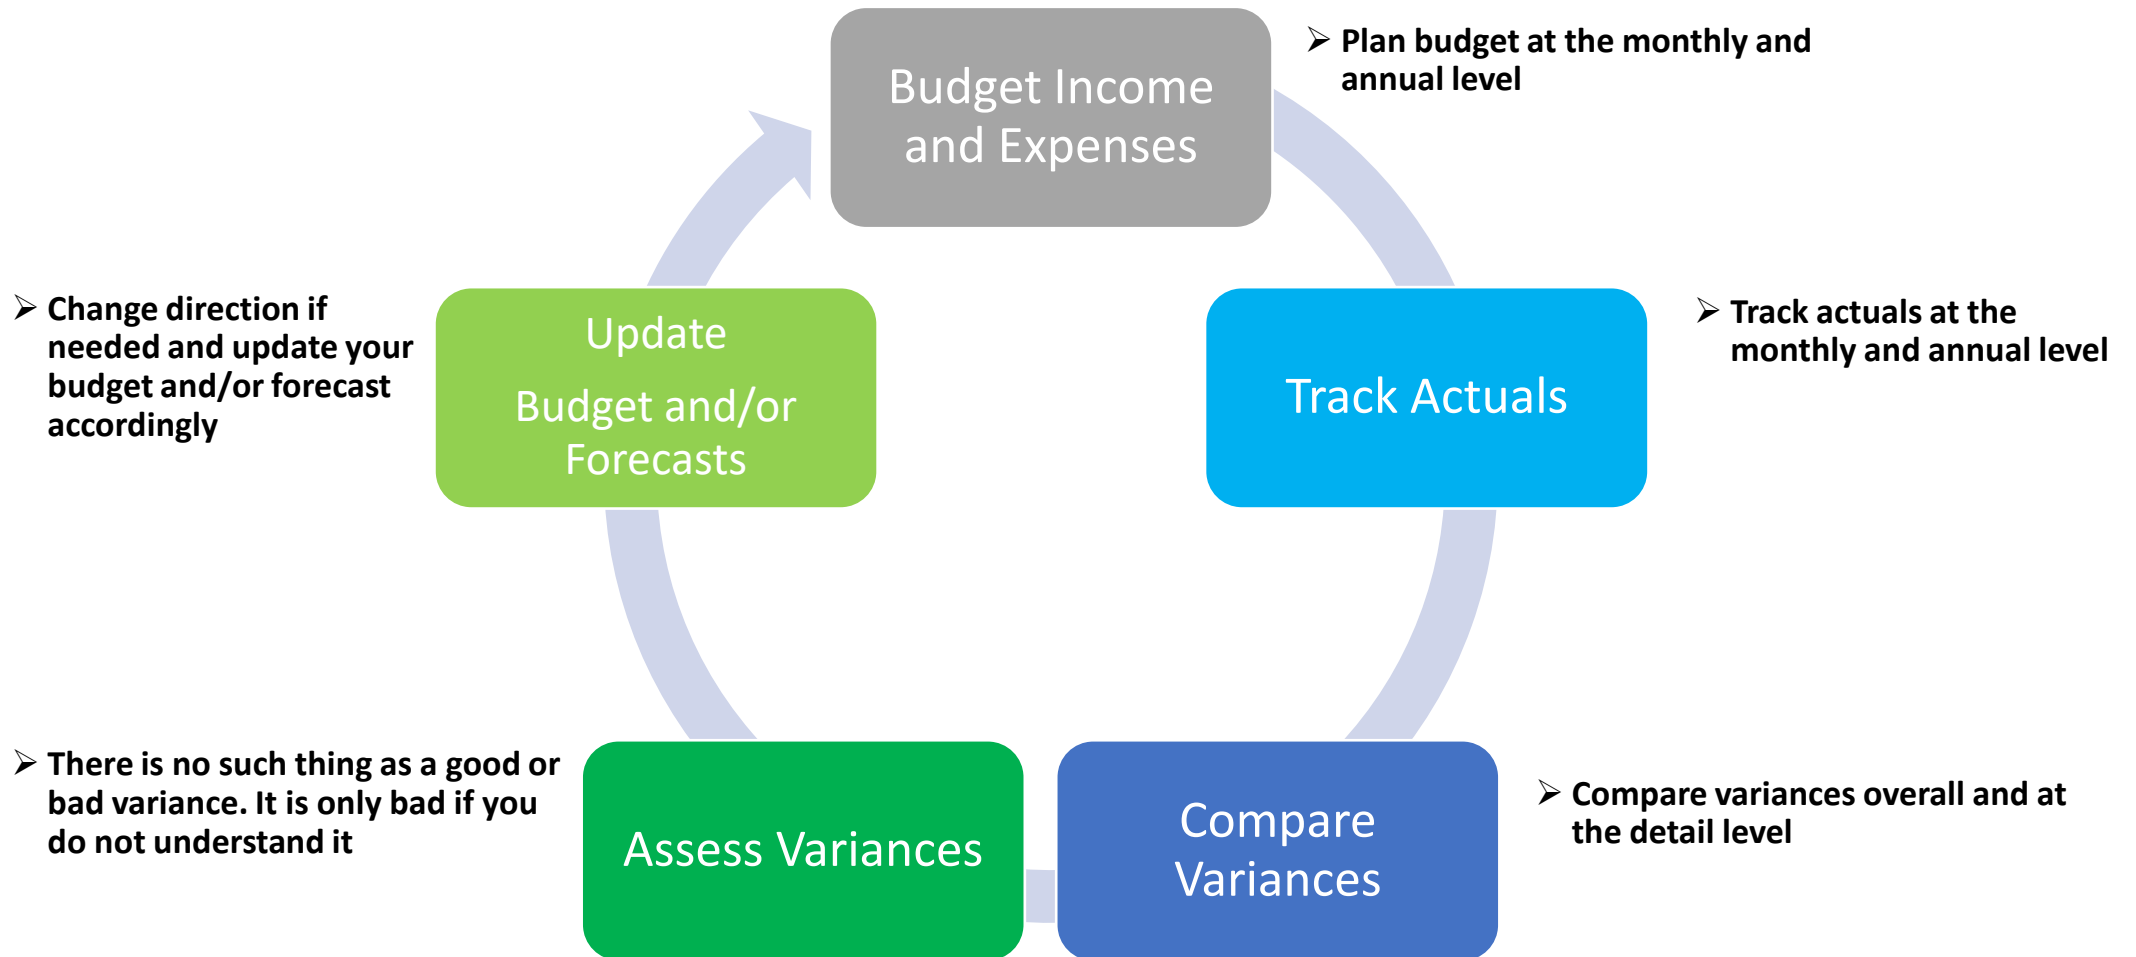 Budget Income
and Expenses
➢ Plan budget at the monthly and
annual level
Track Actuals
➢ Track actuals at the
monthly and annual level
Compare
Variances
➢ Compare variances overall and at
the detail level
Assess Variances
➢ There is no such thing as a good or
bad variance. It is only bad if you
do not understand it
Update
Budget and/or
Forecasts
➢ Change direction if
needed and update your
budget and/or forecast
accordingly